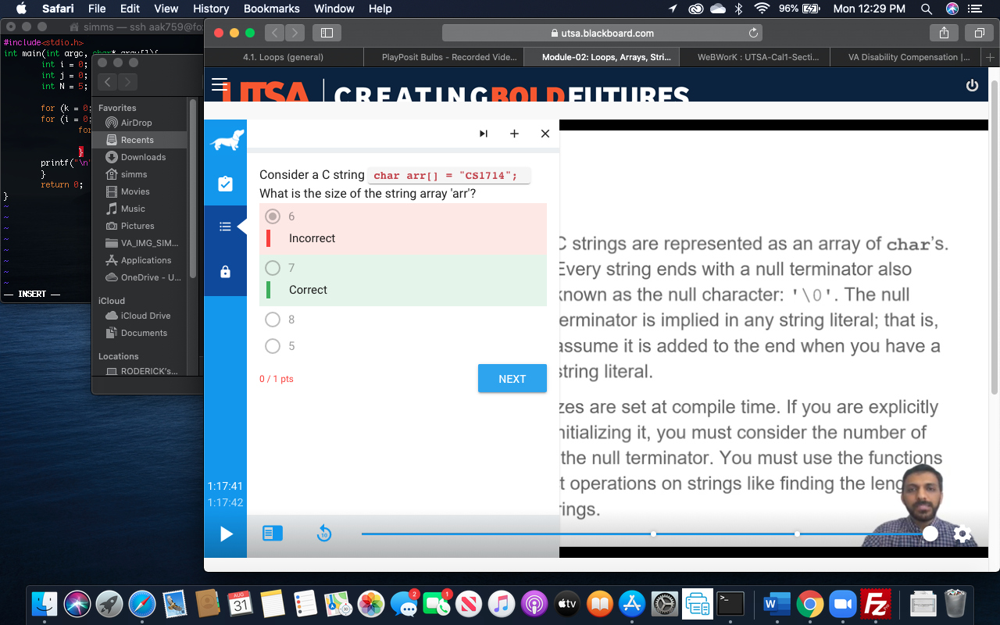 Safari File Edit View History Bookmarks Window Help 96% Mon 12:29 PM
simms — ssh aak759@fo
#include<stdio.h>
int main(int argc, char* argv[]){
int i = 0;
int j = 0;
int N = 5;
for (k = 0;
for (i = 0;
for
}
printf("\n"
}
return 0;
}
~
~
~
~
~
~
~
~
-- INSERT --
Favorites
AirDrop
Recents
Downloads
simms
Movies
Music
Pictures
VA_IMG_SIM...
Applications
OneDrive - U...
iCloud
iCloud Drive
Documents
Locations
RODERICK's...
utsa.blackboard.com
4.1. Loops (general) PlayPosit Bulbs - Recorded Vide... Module-02: Loops, Arrays, Stri... WeBWorK : UTSA-Cal1-Secti... VA Disability Compensation |...
UTSA CREATINGBOLDFUTURES
Consider a C string char arr[] = "CS1714";
What is the size of the string array 'arr'?
6
Incorrect
7
Correct
8
5
0 / 1 pts NEXT
1:17:41
1:17:42
10
C strings are represented as an array of char's.
Every string ends with a null terminator also
known as the null character: '\0'. The null
terminator is implied in any string literal; that is,
assume it is added to the end when you have a
string literal.
zes are set at compile time. If you are explicitly
nitializing it, you must consider the number of
the null terminator. You must use the functions
t operations on strings like finding the leng
rings.
AUG
31
2
1
tv
W
Fz